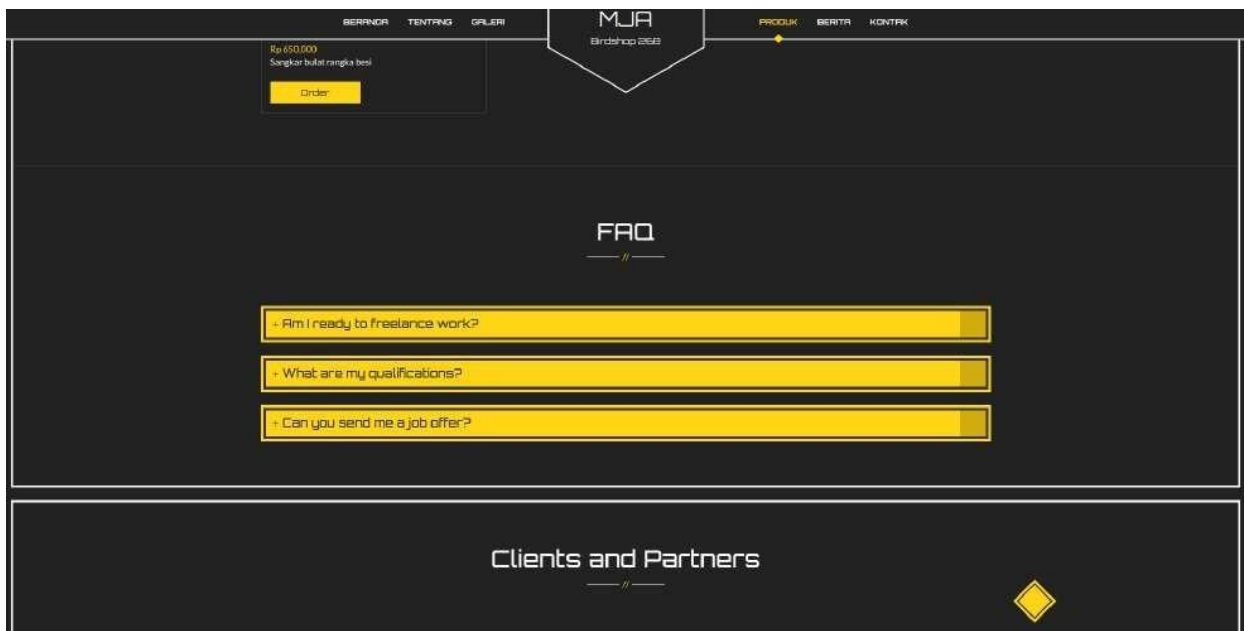 BERANDA TENTANG GALERI
MJA
Birdshop 268
PRODUK BERITA KONTAK
Rp 650,000
Sangkar bulat rangka besi
Order
FAQ
//
+ Am I ready to freelance work?
+ What are my qualifications?
+ Can you send me a job offer?
Clients and Partners
//